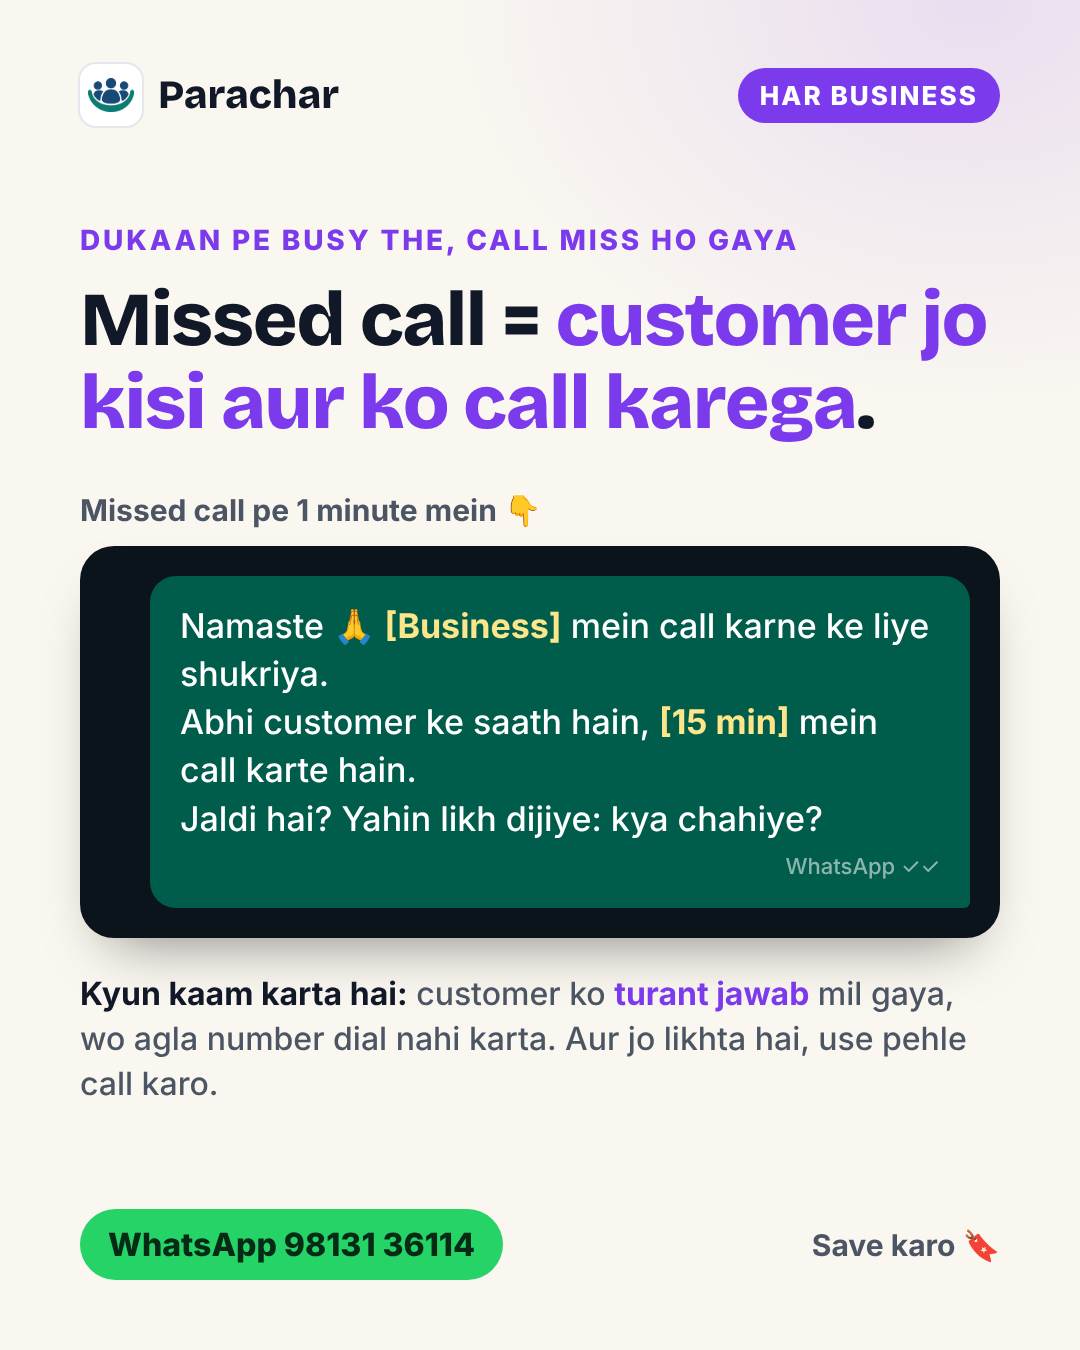 Parachar
HAR BUSINESS
DUKAAN PE BUSY THE, CALL MISS HO GAYA
Missed call = customer jo
kisi aur ko call karega.
Missed call pe 1 minute mein 👇
Namaste 🙏 [Business] mein call karne ke liye
shukriya.
Abhi customer ke saath hain, [15 min] mein
call karte hain.
Jaldi hai? Yahin likh dijiye: kya chahiye?
WhatsApp ✓✓
Kyun kaam karta hai: customer ko turant jawab mil gaya,
wo agla number dial nahi karta. Aur jo likhta hai, use pehle
call karo.
WhatsApp 98131 36114
Save karo 🔖